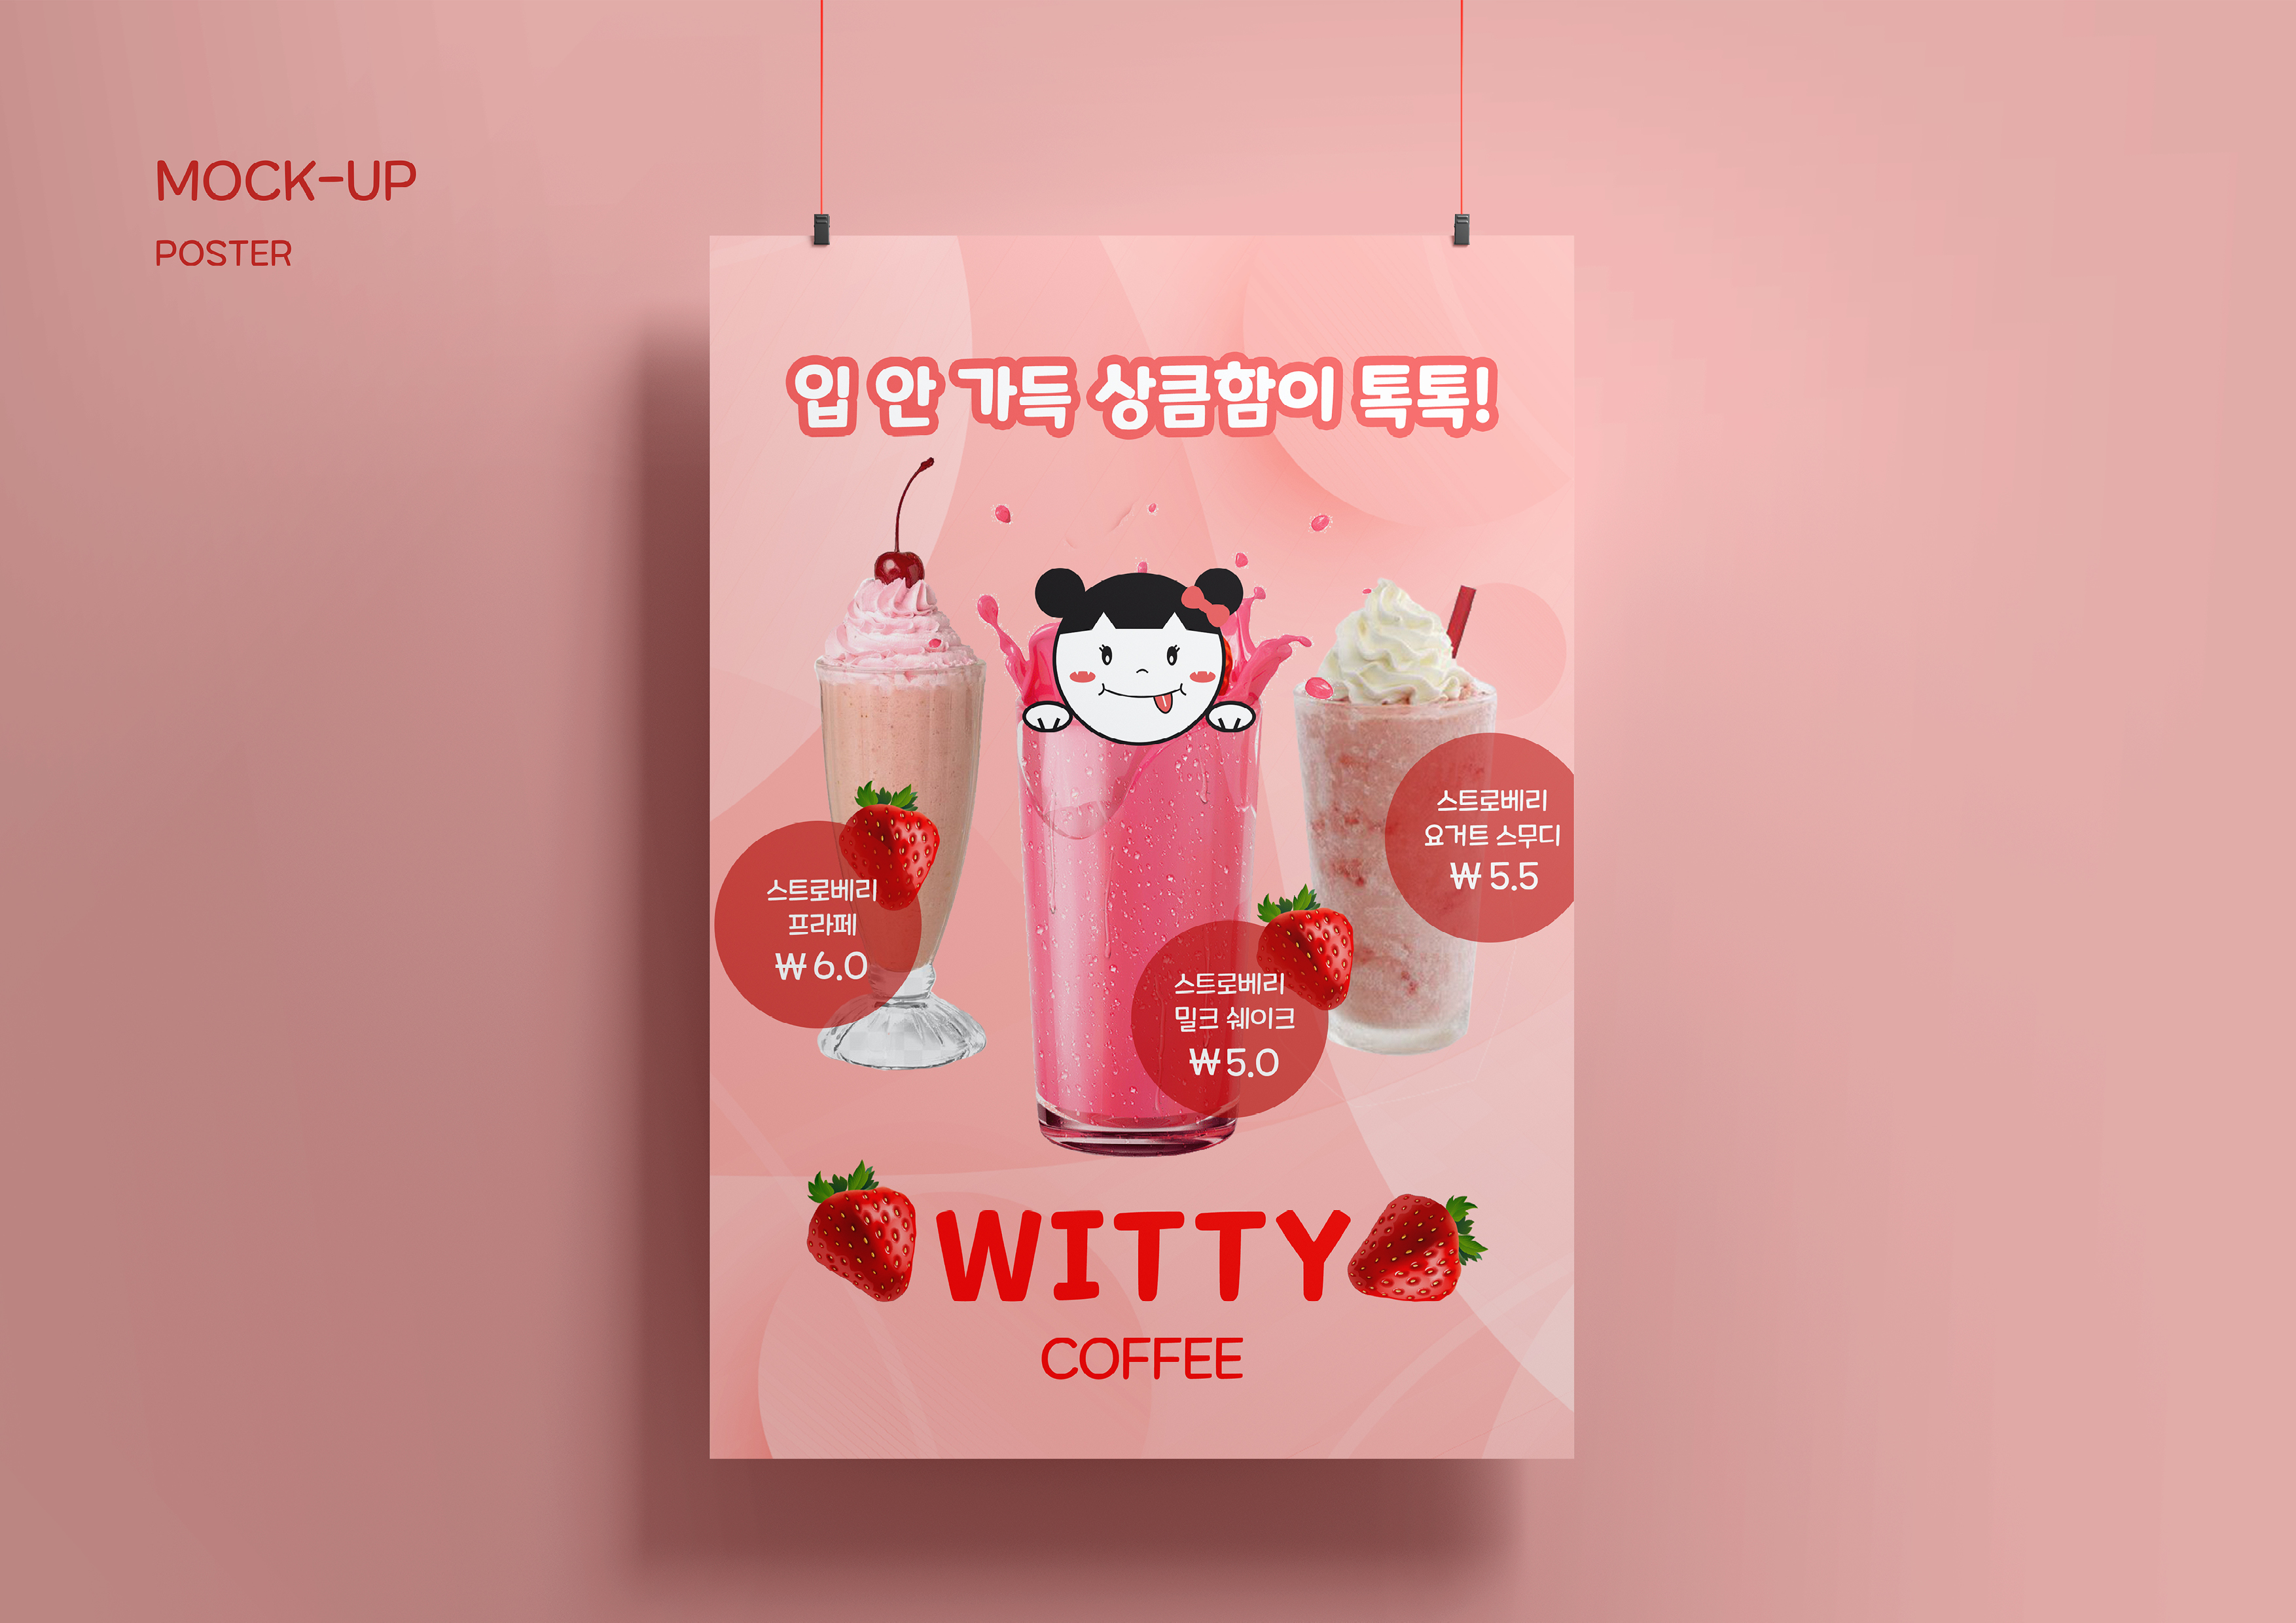 MOCK-UP
POSTER
입 안 가득 상큼함이 톡톡!
스트로베리
요거트 스무디
₩ 5.5
스트로베리
프라페
₩ 6.0
스트로베리
밀크 쉐이크
₩ 5.0
WITTY
COFFEE